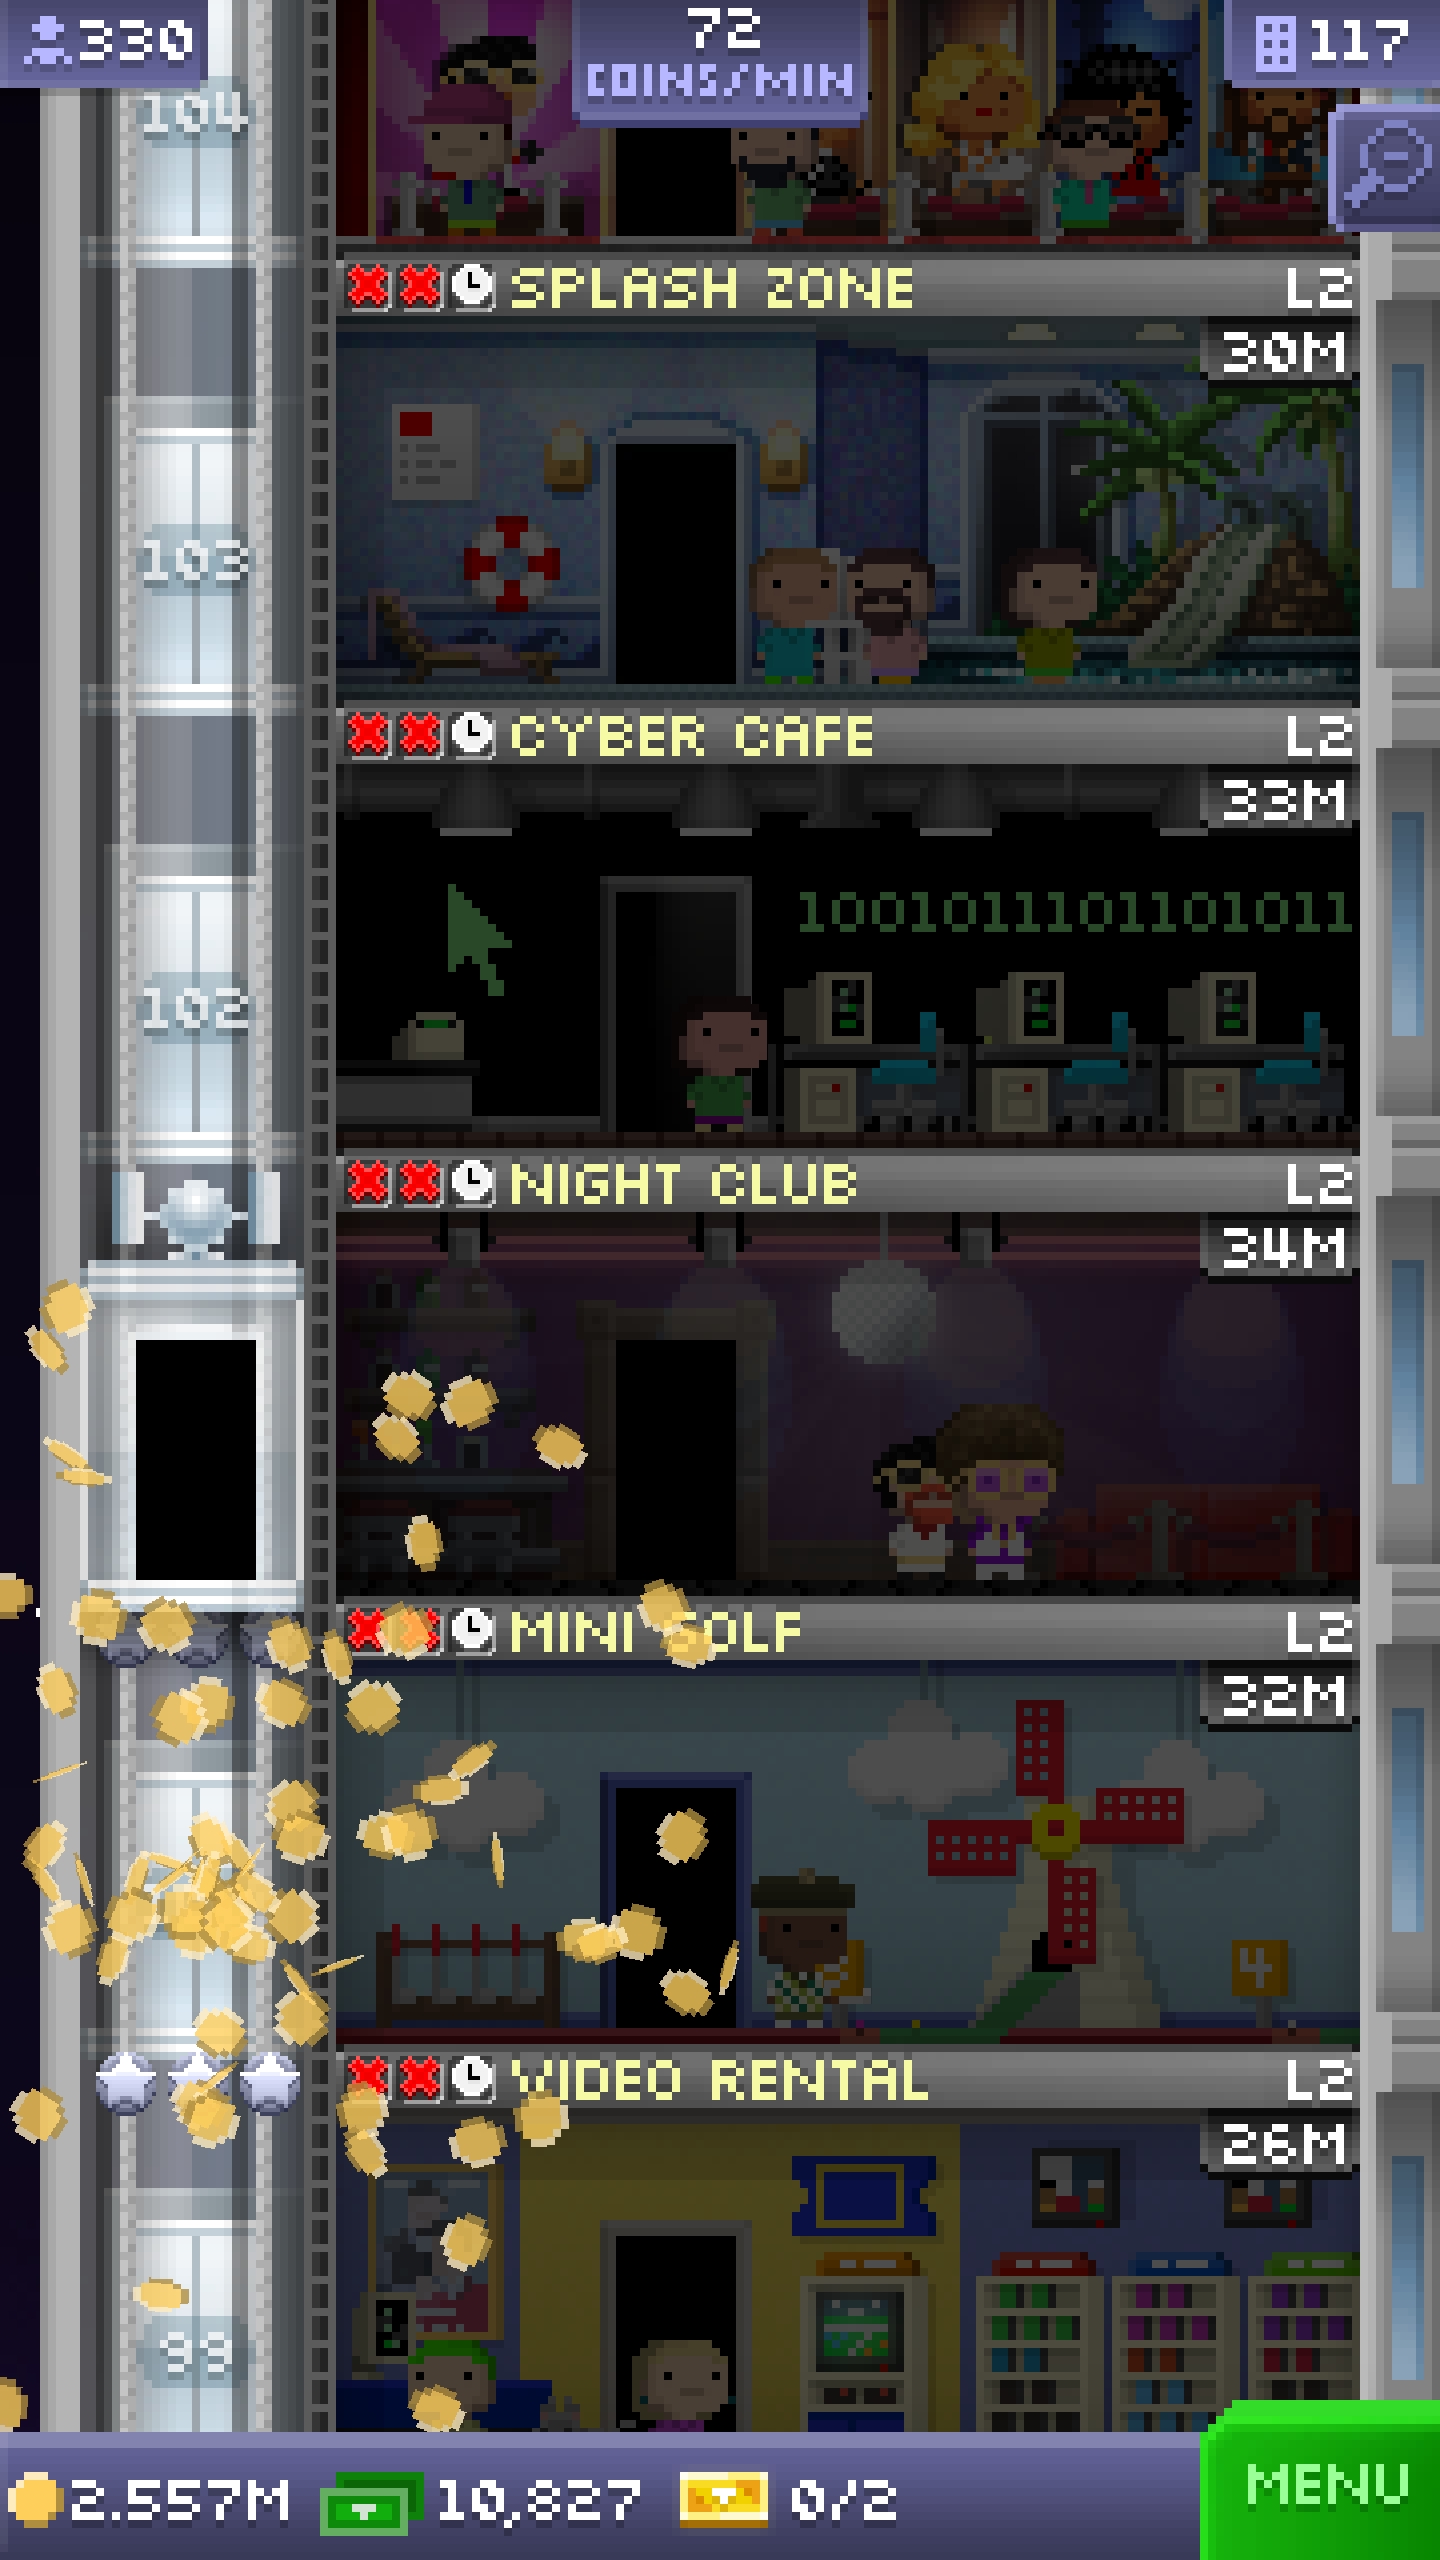 330
72
COINS/MIN
117
104
SPLASH ZONE L2
30M
103
CYBER CAFE L2
33M
1001011101101011
102
NIGHT CLUB L2
34M
MINI GOLF L2
32M
4
VIDEO RENTAL L2
26M
99
2.557M 10,827 0/2
MENU